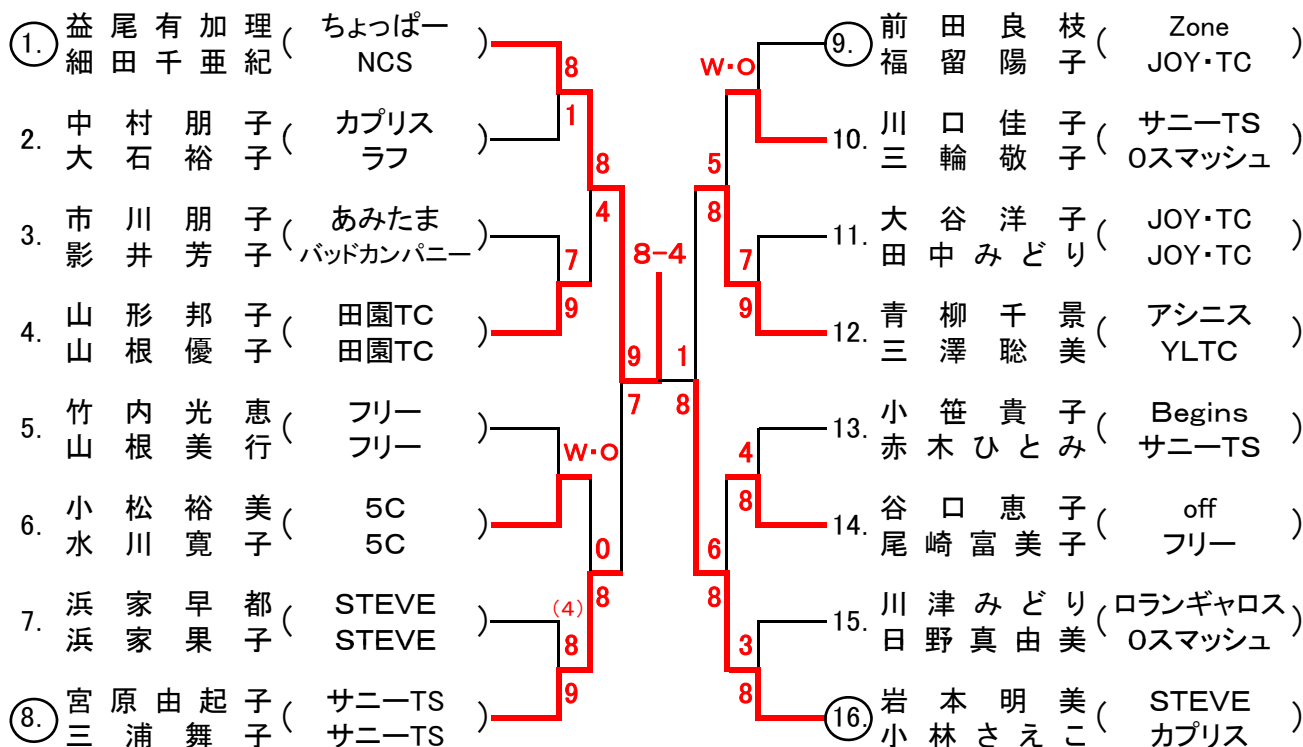 1. 益尾有加理 ( ちょっぱー )
細田千亜紀 NCS
8
1
2. 中村朋子 ( カプリス )
大石裕子 ラフ
8
4
3. 市川朋子 ( あみたま )
影井芳子 バッドカンパニー
7
9
4. 山形邦子 ( 田園TC )
山根優子 田園TC
9
7
5. 竹内光恵 ( フリー )
山根美行 フリー
W・O
6. 小松裕美 ( 5C )
水川寛子 5C
0
8
7. 浜家早都 ( STEVE )
浜家果子 STEVE
(4)
8
9
8. 宮原由起子 ( サニーTS )
三浦舞子 サニーTS
8-4
9. 前田良枝 ( Zone )
福留陽子 JOY・TC
W・O
10. 川口佳子 ( サニーTS )
三輪敬子 0スマッシュ
5
8
11. 大谷洋子 ( JOY・TC )
田中みどり JOY・TC
7
9
12. 青柳千景 ( アシニス )
三澤聡美 YLTC
1
8
13. 小笹貴子 ( Begins )
赤木ひとみ サニーTS
4
8
14. 谷口恵子 ( off )
尾崎富美子 フリー
6
8
15. 川津みどり ( ロランギャロス )
日野真由美 0スマッシュ
3
8
16. 岩本明美 ( STEVE )
小林さえこ カプリス